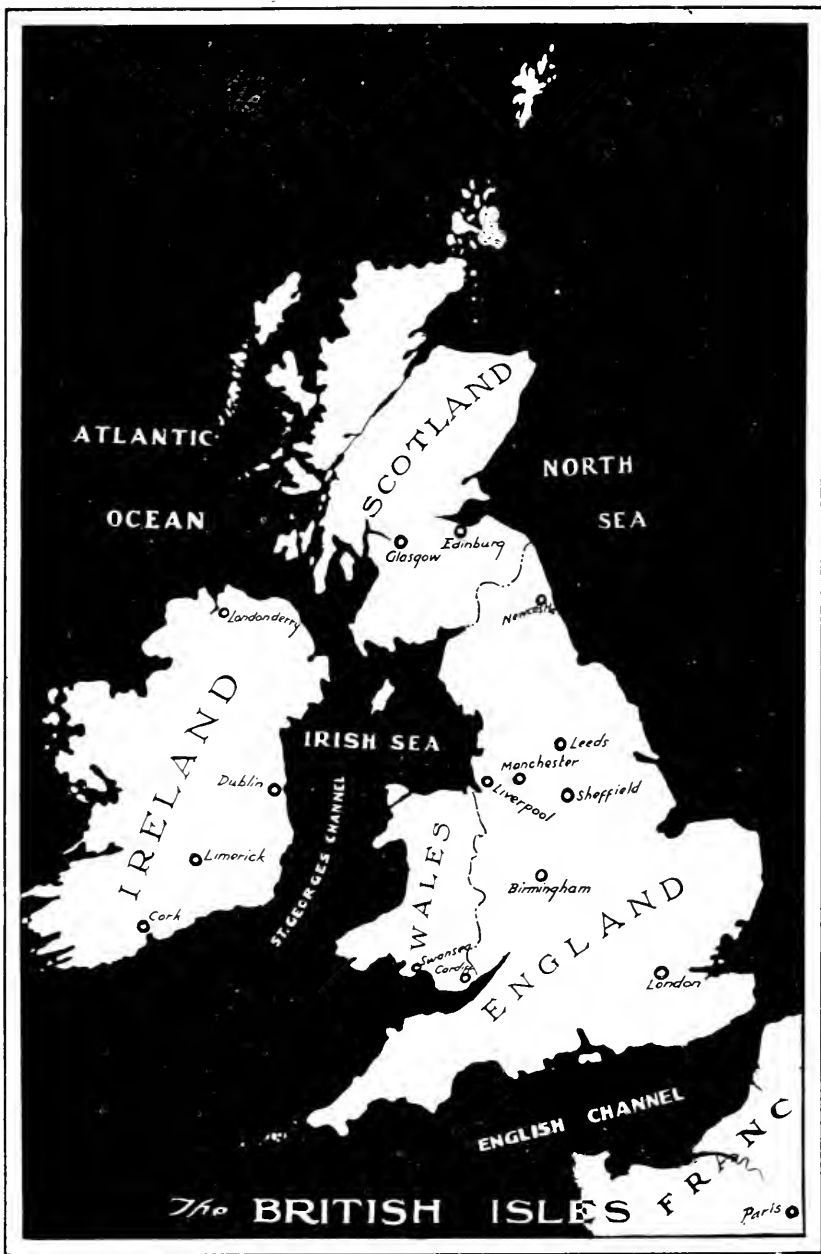 ATLANTIC
OCEAN
NORTH
SEA
SCOTLAND
Glasgow
Edinburg
Newcastle
Londonderry
IRELAND
IRISH SEA
Leeds
Manchester
Liverpool
Sheffield
Dublin
ST. GEORGES CHANNEL
WALES
Limerick
Birmingham
ENGLAND
Cork
Swansea
Cardiff
London
ENGLISH CHANNEL
FRANC
Paris
The BRITISH ISLES